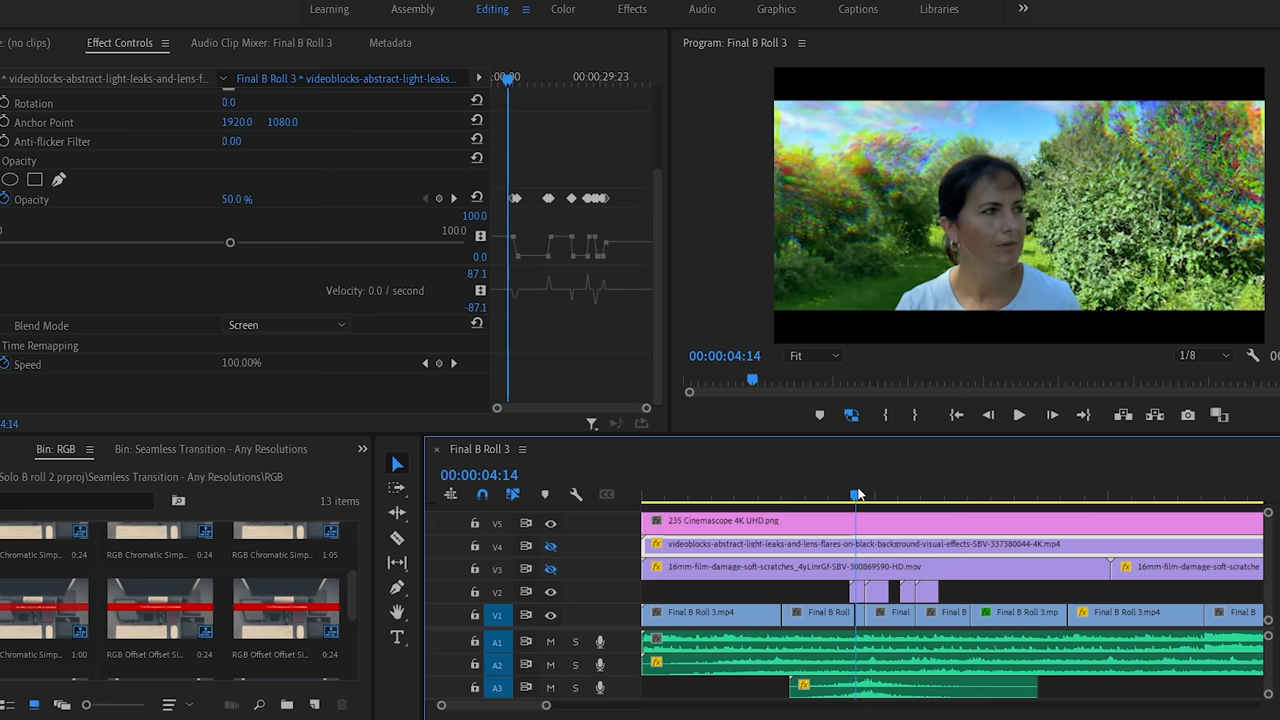 Learning Assembly Editing Color Effects Audio Graphics Captions Libraries
: (no clips) Effect Controls Audio Clip Mixer: Final B Roll 3 Metadata
Program: Final B Roll 3
* videoblocks-abstract-light-leaks-and-lens-f... Final B Roll 3 * videoblocks-abstract-light-leaks...
:00:00 00:00:29:23
Rotation 0.0
Anchor Point 1920.0 1080.0
Anti-flicker Filter 0.00
Opacity
Opacity 50.0 %
100.0
0 100.0
0.0
87.1
Velocity: 0.0 / second
-87.1
Blend Mode Screen
Time Remapping
Speed 100.00%
4:14
00:00:04:14 Fit 1/8 00
Bin: RGB Bin: Seamless Transition - Any Resolutions
Solo B roll 2.prproj\Seamless Transition - Any Resolutions\RGB
13 items
Chromatic Simp... 0:24 RGB Chromatic Simp... 0:24 RGB Chromatic Simp... 1:05
Chromatic Simp... 1:00 RGB Offset Offset Si... 0:24 RGB Offset Offset Si... 0:24
× Final B Roll 3
00:00:04:14
V5 235 Cinemascope 4K UHD.png
V4 videoblocks-abstract-light-leaks-and-lens-flares-on-black-background-visual-effects-SBV-337380044-4K.mp4
V3 16mm-film-damage-soft-scratches_4yLInrGf-SBV-300869590-HD.mov 16mm-film-damage-soft-scratche
V2
V1 Final B Roll 3.mp4 Final B Roll Final Final B Final B Roll 3.mp Final B Roll 3.mp4 Final B
A1 M S
A2 M S
A3 M S